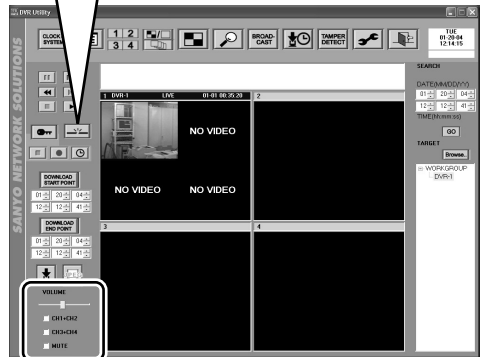 DVR Utility
CLOCK
SYSTEM
1 2
3 4
BROAD-
CAST
TAMPER
DETECT
TUE
01-20-04
12:14:15
SANYO NETWORK SOLUTIONS
SEARCH
DATE(MM/DD/YY)
01 20 04
12 12 41
TIME(hh:mm:ss)
GO
TARGET
Browse..
WORKGROUP
DVR-1
1 DVR-1 LIVE 01-01 00:35:20
2
NO VIDEO
NO VIDEO
NO VIDEO
3
4
DOWNLOAD
START POINT
01 20 04
12 12 41
DOWNLOAD
END POINT
01 20 04
12 12 41
VOLUME
CH1+CH2
CH3+CH4
MUTE